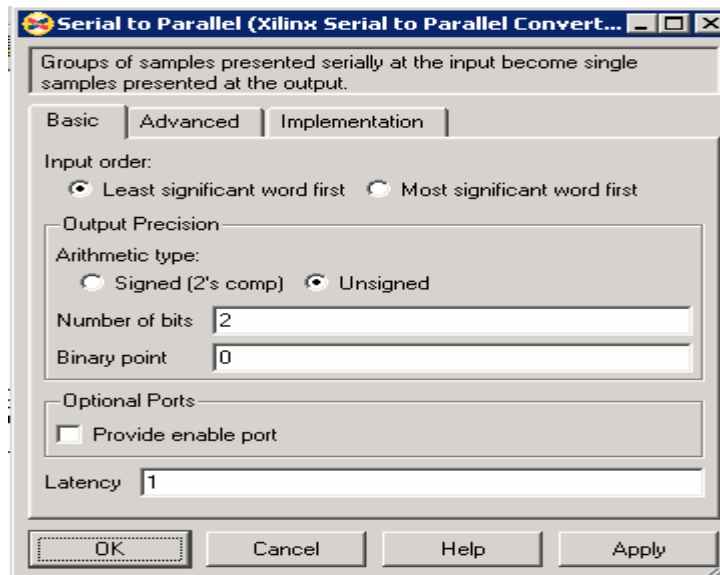 Serial to Parallel (Xilinx Serial to Parallel Convert...
Groups of samples presented serially at the input become single
samples presented at the output.
Basic Advanced Implementation
Input order:
Least significant word first Most significant word first
Output Precision
Arithmetic type:
Signed (2's comp) Unsigned
Number of bits 2
Binary point 0
Optional Ports
Provide enable port
Latency 1
OK Cancel Help Apply